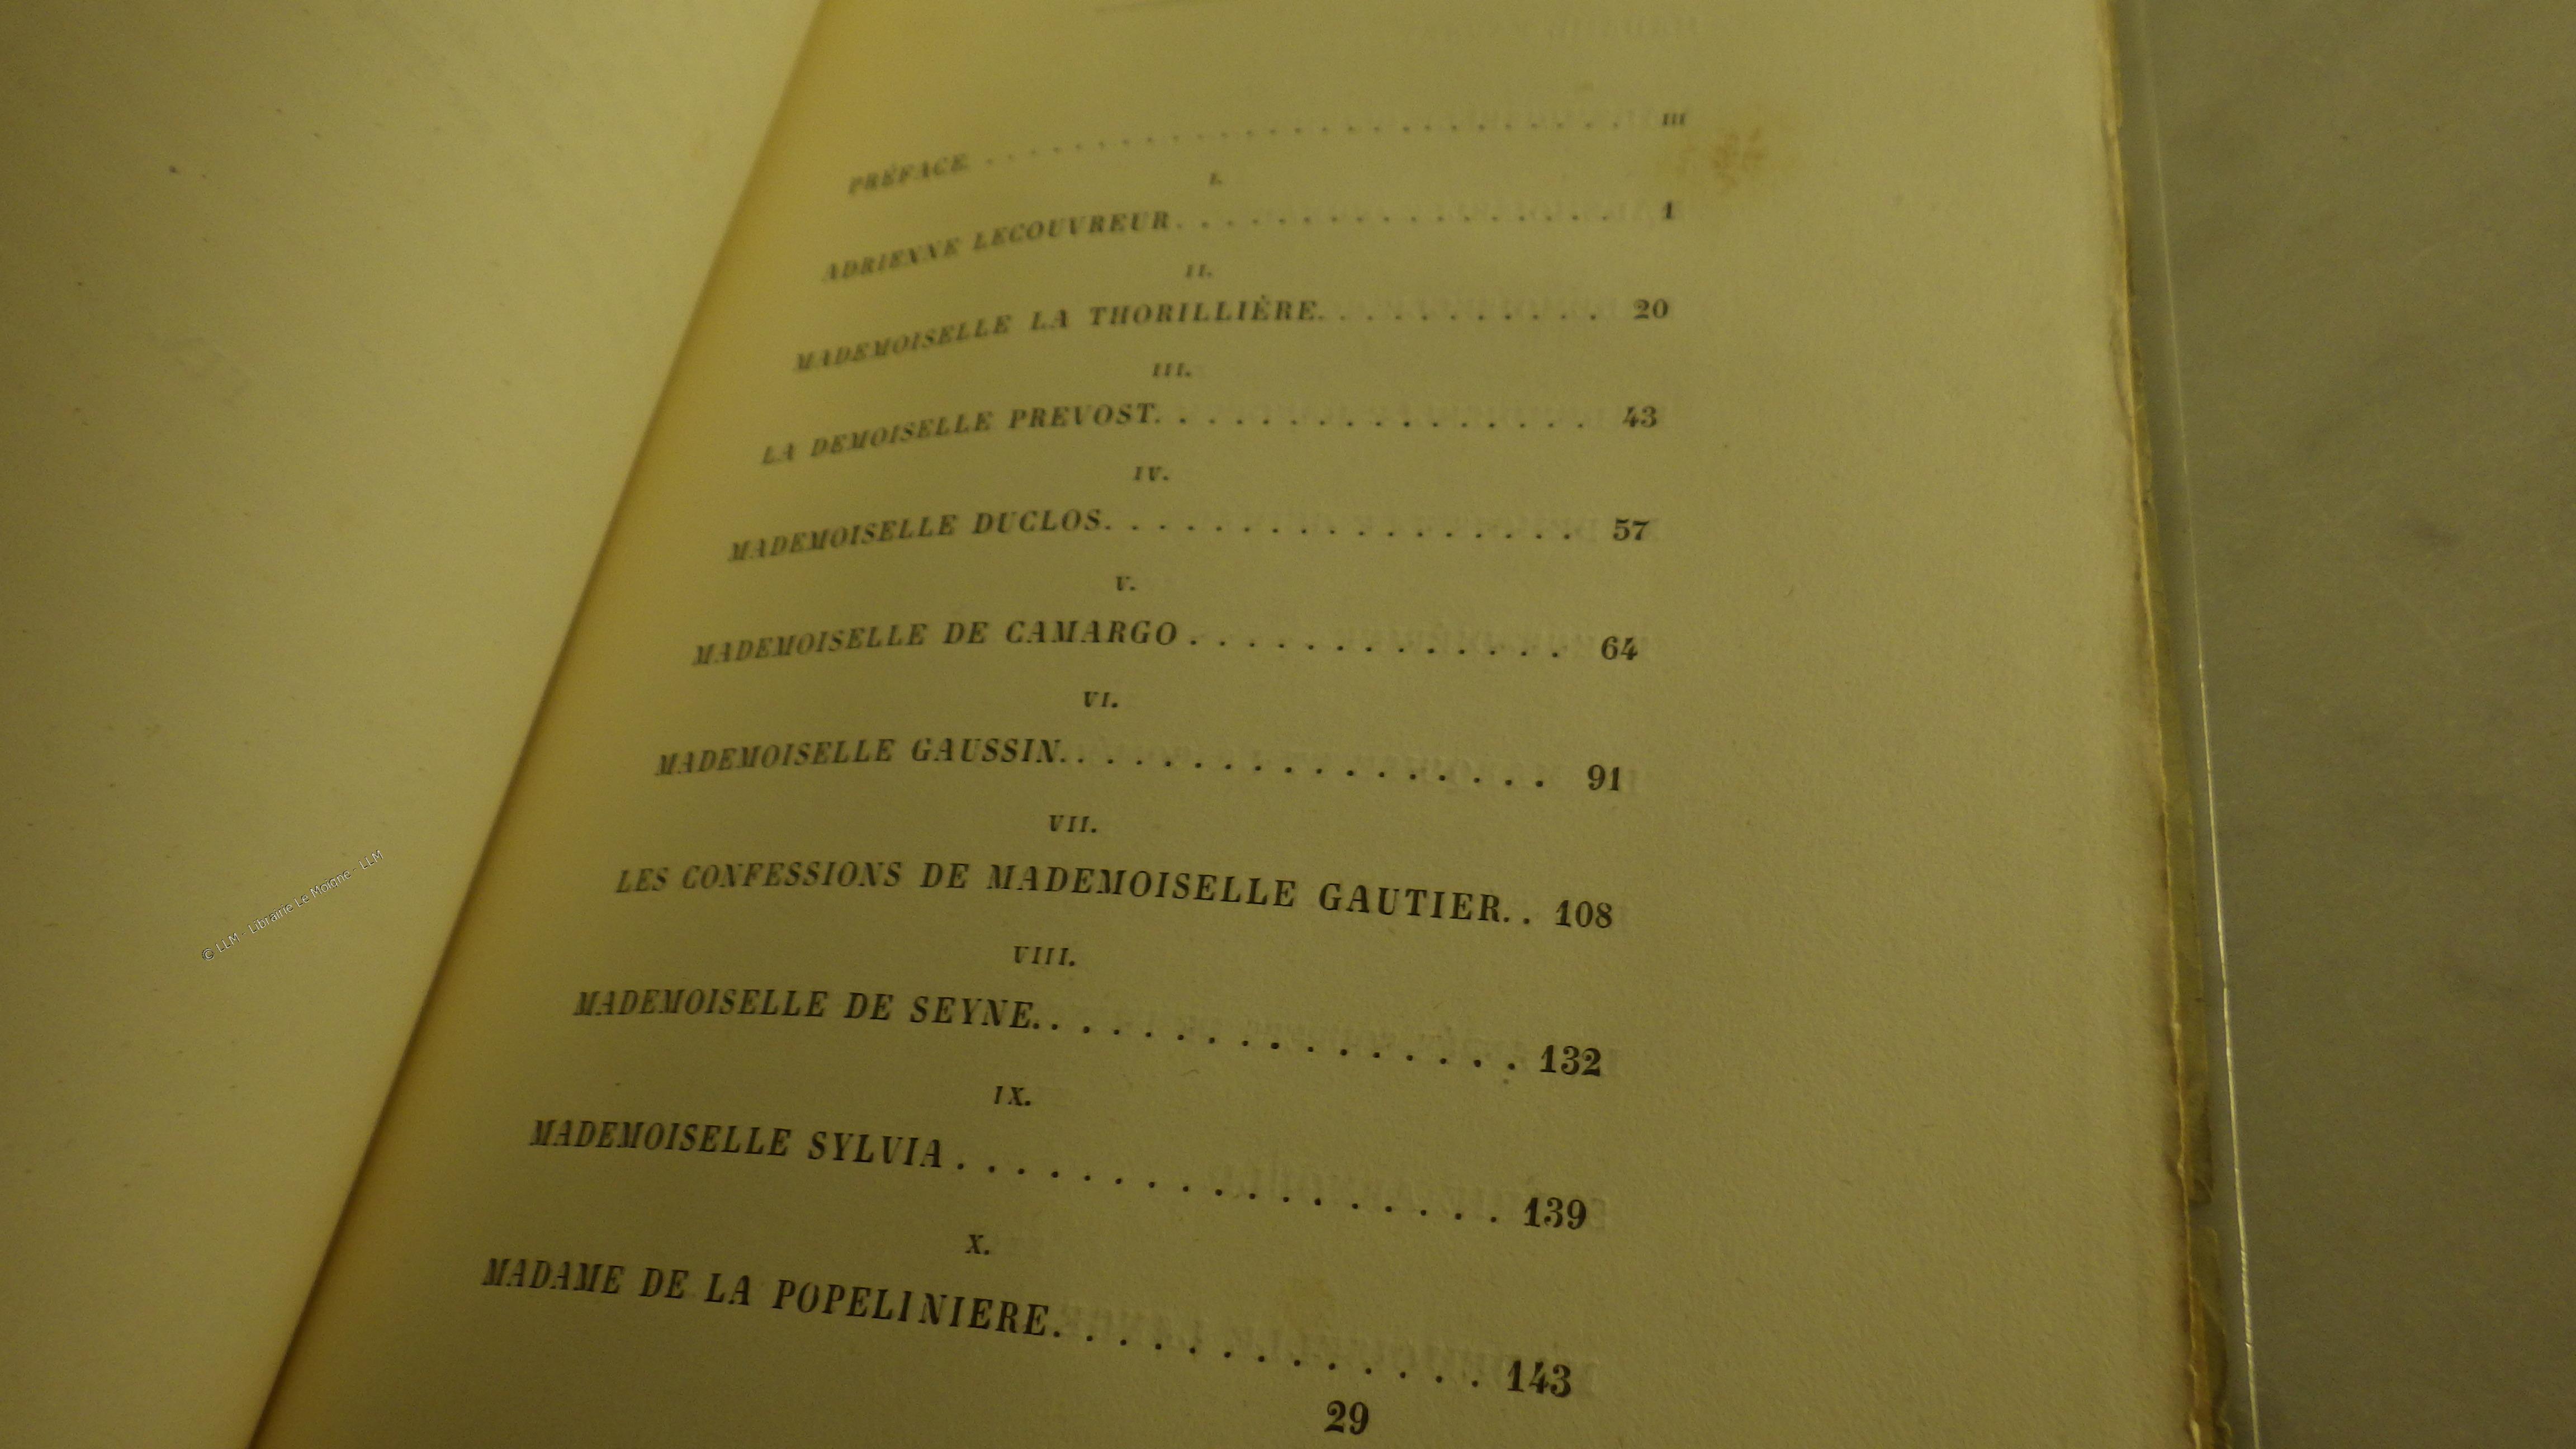 PRÉFACE. . . . . . . . . . . . . . . . . . . . . . . . III
I.
ADRIENNE LECOUVREUR. . . . . . . . . . . . . . . . . . 1
II.
MADEMOISELLE LA THORILLIÈRE. . . . . . . . . . . 20
III.
LA DEMOISELLE PREVOST. . . . . . . . . . . . . . . . 43
IV.
MADEMOISELLE DUCLOS. . . . . . . . . . . . . . . . . 57
V.
MADEMOISELLE DE CAMARGO . . . . . . . . . . . . . 64
VI.
MADEMOISELLE GAUSSIN. . . . . . . . . . . . . . . . . 91
VII.
LES CONFESSIONS DE MADEMOISELLE GAUTIER. . 108
VIII.
MADEMOISELLE DE SEYNE. . . . . . . . . . . . . . . . 132
IX.
MADEMOISELLE SYLVIA . . . . . . . . . . . . . . . . . 139
X.
MADAME DE LA POPELINIERE. . . . . . . . . . . . . 143
29
© LLM - Librairie Le Moigne - LLM